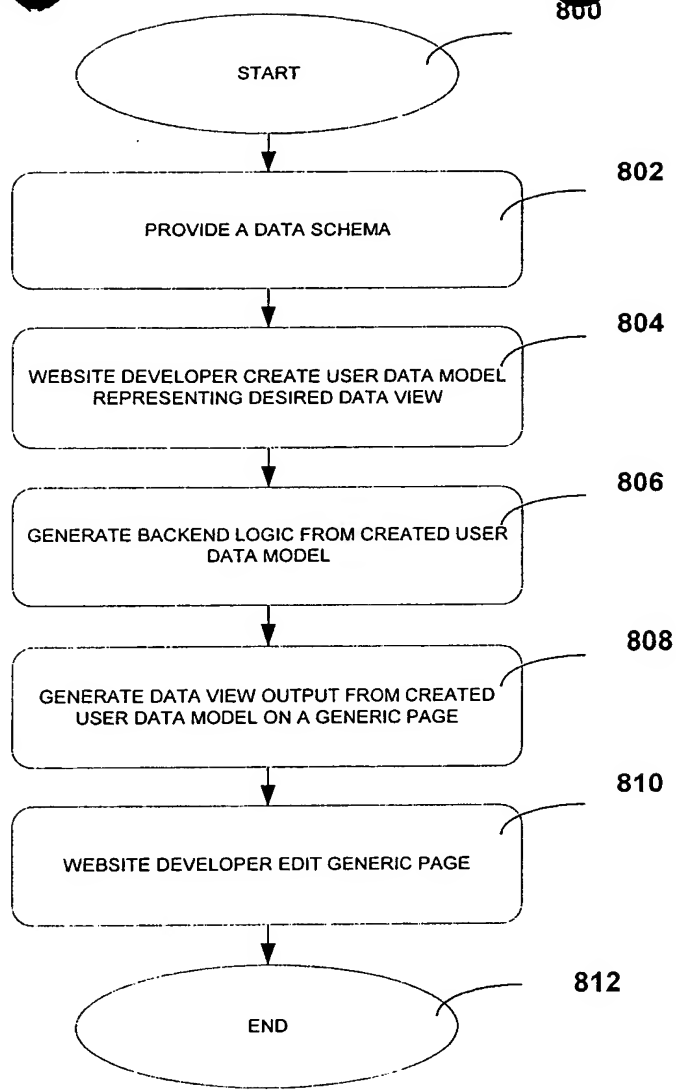 800
START
802
PROVIDE A DATA SCHEMA
804
WEBSITE DEVELOPER CREATE USER DATA MODEL
REPRESENTING DESIRED DATA VIEW
806
GENERATE BACKEND LOGIC FROM CREATED USER
DATA MODEL
808
GENERATE DATA VIEW OUTPUT FROM CREATED
USER DATA MODEL ON A GENERIC PAGE
810
WEBSITE DEVELOPER EDIT GENERIC PAGE
812
END